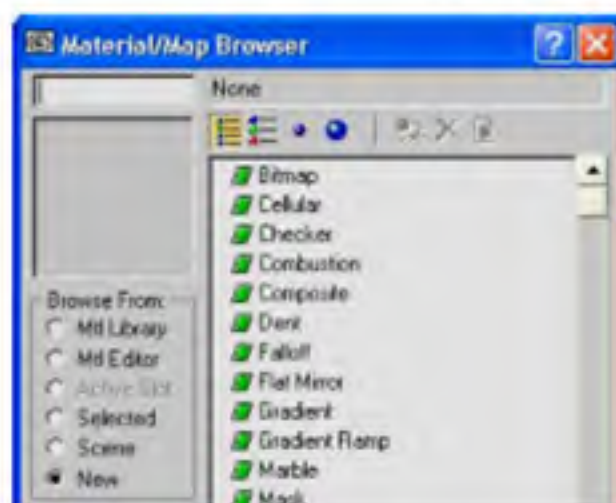 Material/Map Browser
None
Bitmap
Cellular
Checker
Combustion
Composite
Dent
Falloff
Flat Mirror
Gradient
Gradient Ramp
Marble
Mask
Browse From:
Mtl Library
Mtl Editor
Active Slot
Selected
Scene
New